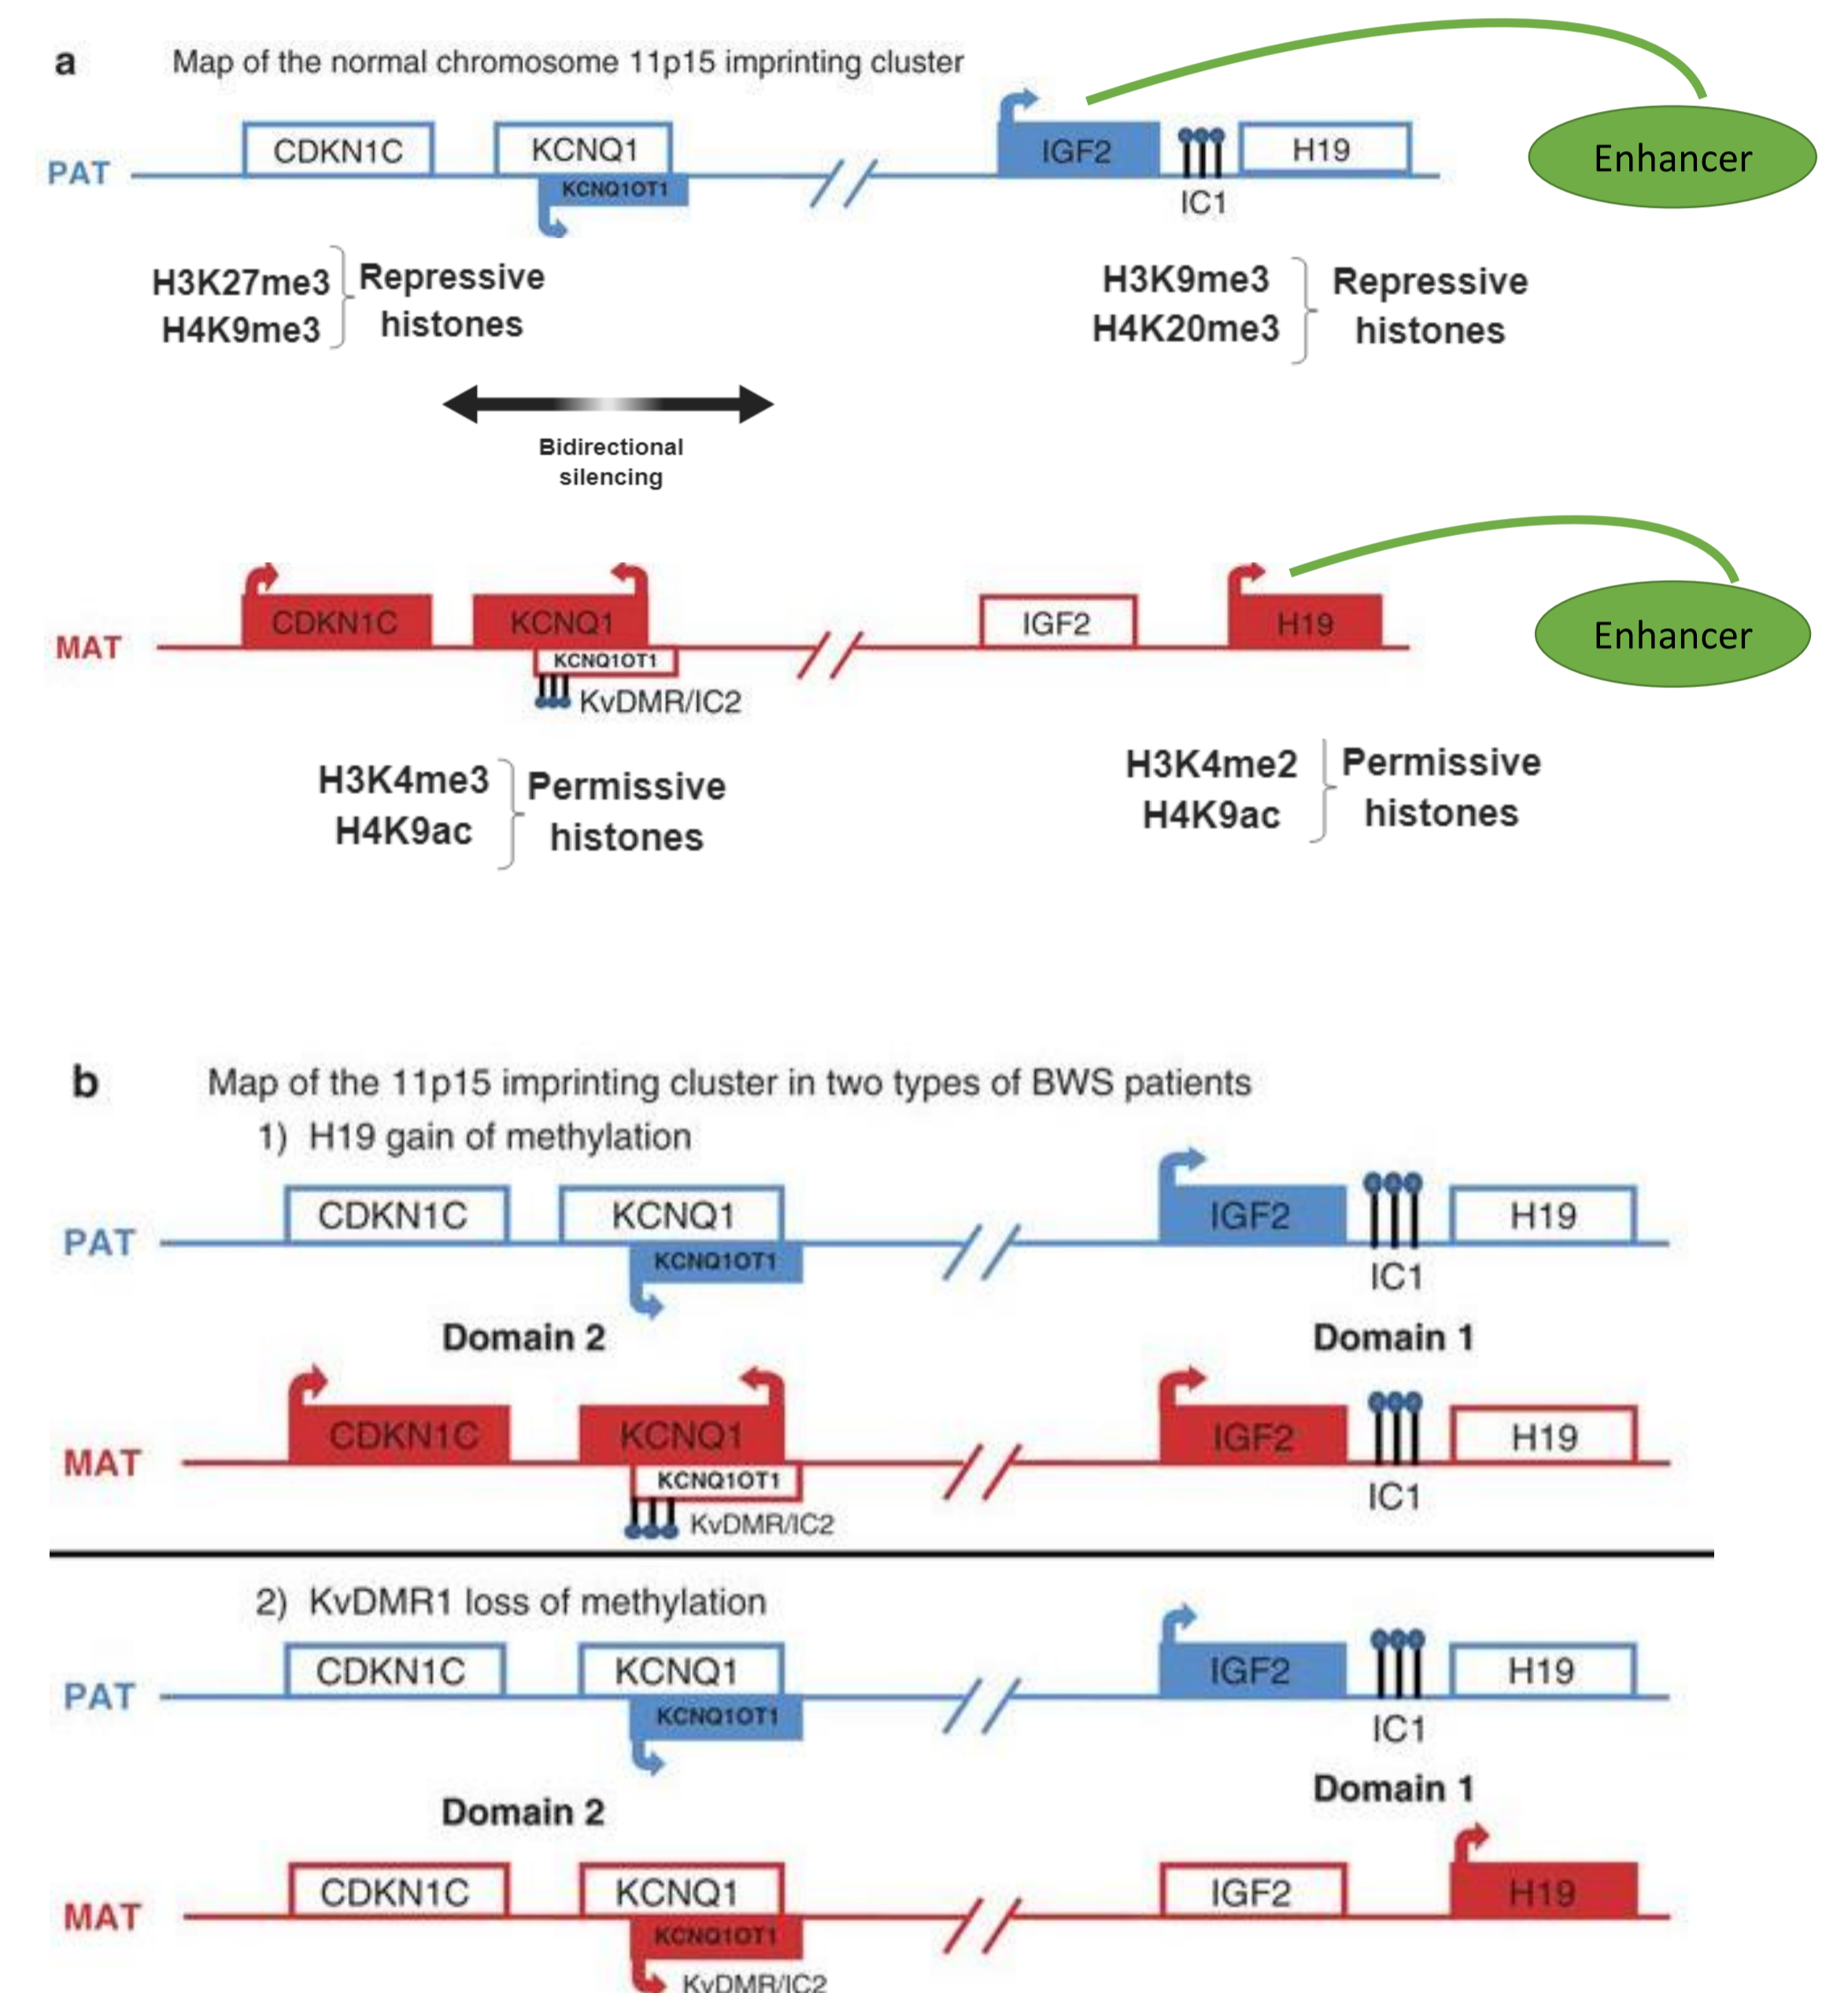 a Map of the normal chromosome 11p15 imprinting cluster
PAT CDKN1C KCNQ1 IGF2 H19 Enhancer
KCNQ1OT1
IC1
H3K27me3 Repressive
H4K9me3 histones
H3K9me3 Repressive
H4K20me3 histones
Bidirectional
silencing
MAT CDKN1C KCNQ1 IGF2 H19 Enhancer
KCNQ1OT1
KvDMR/IC2
H3K4me3 Permissive
H4K9ac histones
H3K4me2 Permissive
H4K9ac histones
b Map of the 11p15 imprinting cluster in two types of BWS patients
1) H19 gain of methylation
PAT CDKN1C KCNQ1 IGF2 H19
KCNQ1OT1
IC1
Domain 2 Domain 1
MAT CDKN1C KCNQ1 IGF2 H19
KCNQ1OT1
KvDMR/IC2
IC1
2) KvDMR1 loss of methylation
PAT CDKN1C KCNQ1 IGF2 H19
KCNQ1OT1
IC1
Domain 2 Domain 1
MAT CDKN1C KCNQ1 IGF2 H19
KCNQ1OT1
KvDMR/IC2